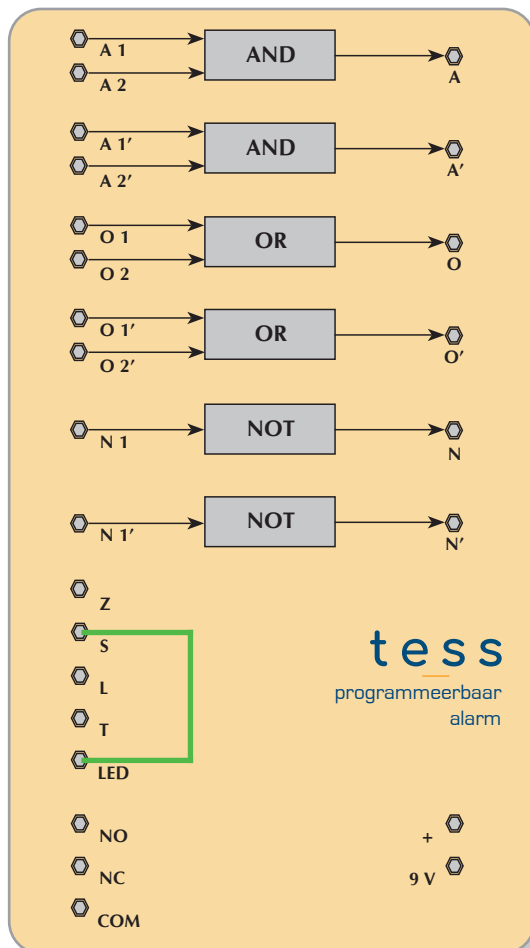 A 1
AND
A
A 2
A 1′
AND
A′
A 2′
O 1
OR
O
O 2
O 1′
OR
O′
O 2′
N 1
NOT
N
N 1′
NOT
N′
Z
S
L
T
LED
tess
programmeerbaar
alarm
NO
+
NC
9 V
COM